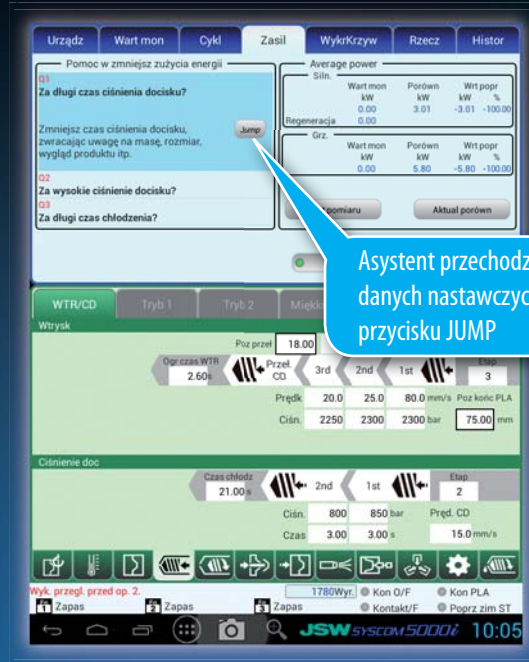 Urządz Wart mon Cykl Zasil WykrKrzyw Rzecz Histor
Pomoc w zmniejsz zużycia energii
Q1
Za długi czas ciśnienia docisku?
Zmniejsz czas ciśnienia docisku,
zwracając uwagę na masę, rozmiar,
wygląd produktu itp.
Jump
Q2
Za wysokie ciśnienie docisku?
Q3
Za długi czas chłodzenia?
Average power
Siln.
Wart mon Porówn Wrt popr
kW kW kW %
0.00 3.01 -3.01 -100.00
Regeneracja 0.00
Grz.
Wart mon Porówn Wrt popr
kW kW kW %
0.00 5.80 -5.80 -100.00
pomiaru Aktual porówn
Asystent przechodz
danych nastawczyc
przycisku JUMP
WTR/CD Tryb 1 Tryb 2
Wtrysk
Poz przeł 18.00
Ogr czas WTR Przeł. 3rd 2nd 1st Etap
2.60s CD 3
Prędk 20.0 25.0 80.0 mm/s Poz końc PLA
Ciśn. 2250 2300 2300 bar 75.00 mm
Ciśnienie doc
Czas chłodz 2nd 1st Etap
21.00 s 2
Ciśn. 800 850 bar Pręd. CD
Czas 3.00 3.00 s 15.0 mm/s
Wyk. przegl. przed op. 2. 1780Wyr. Kon O/F Kon PLA
1 Zapas 2 Zapas 3 Zapas Kontakt/F Poprz zim ST
JSW SYSCOM5000i 10:05